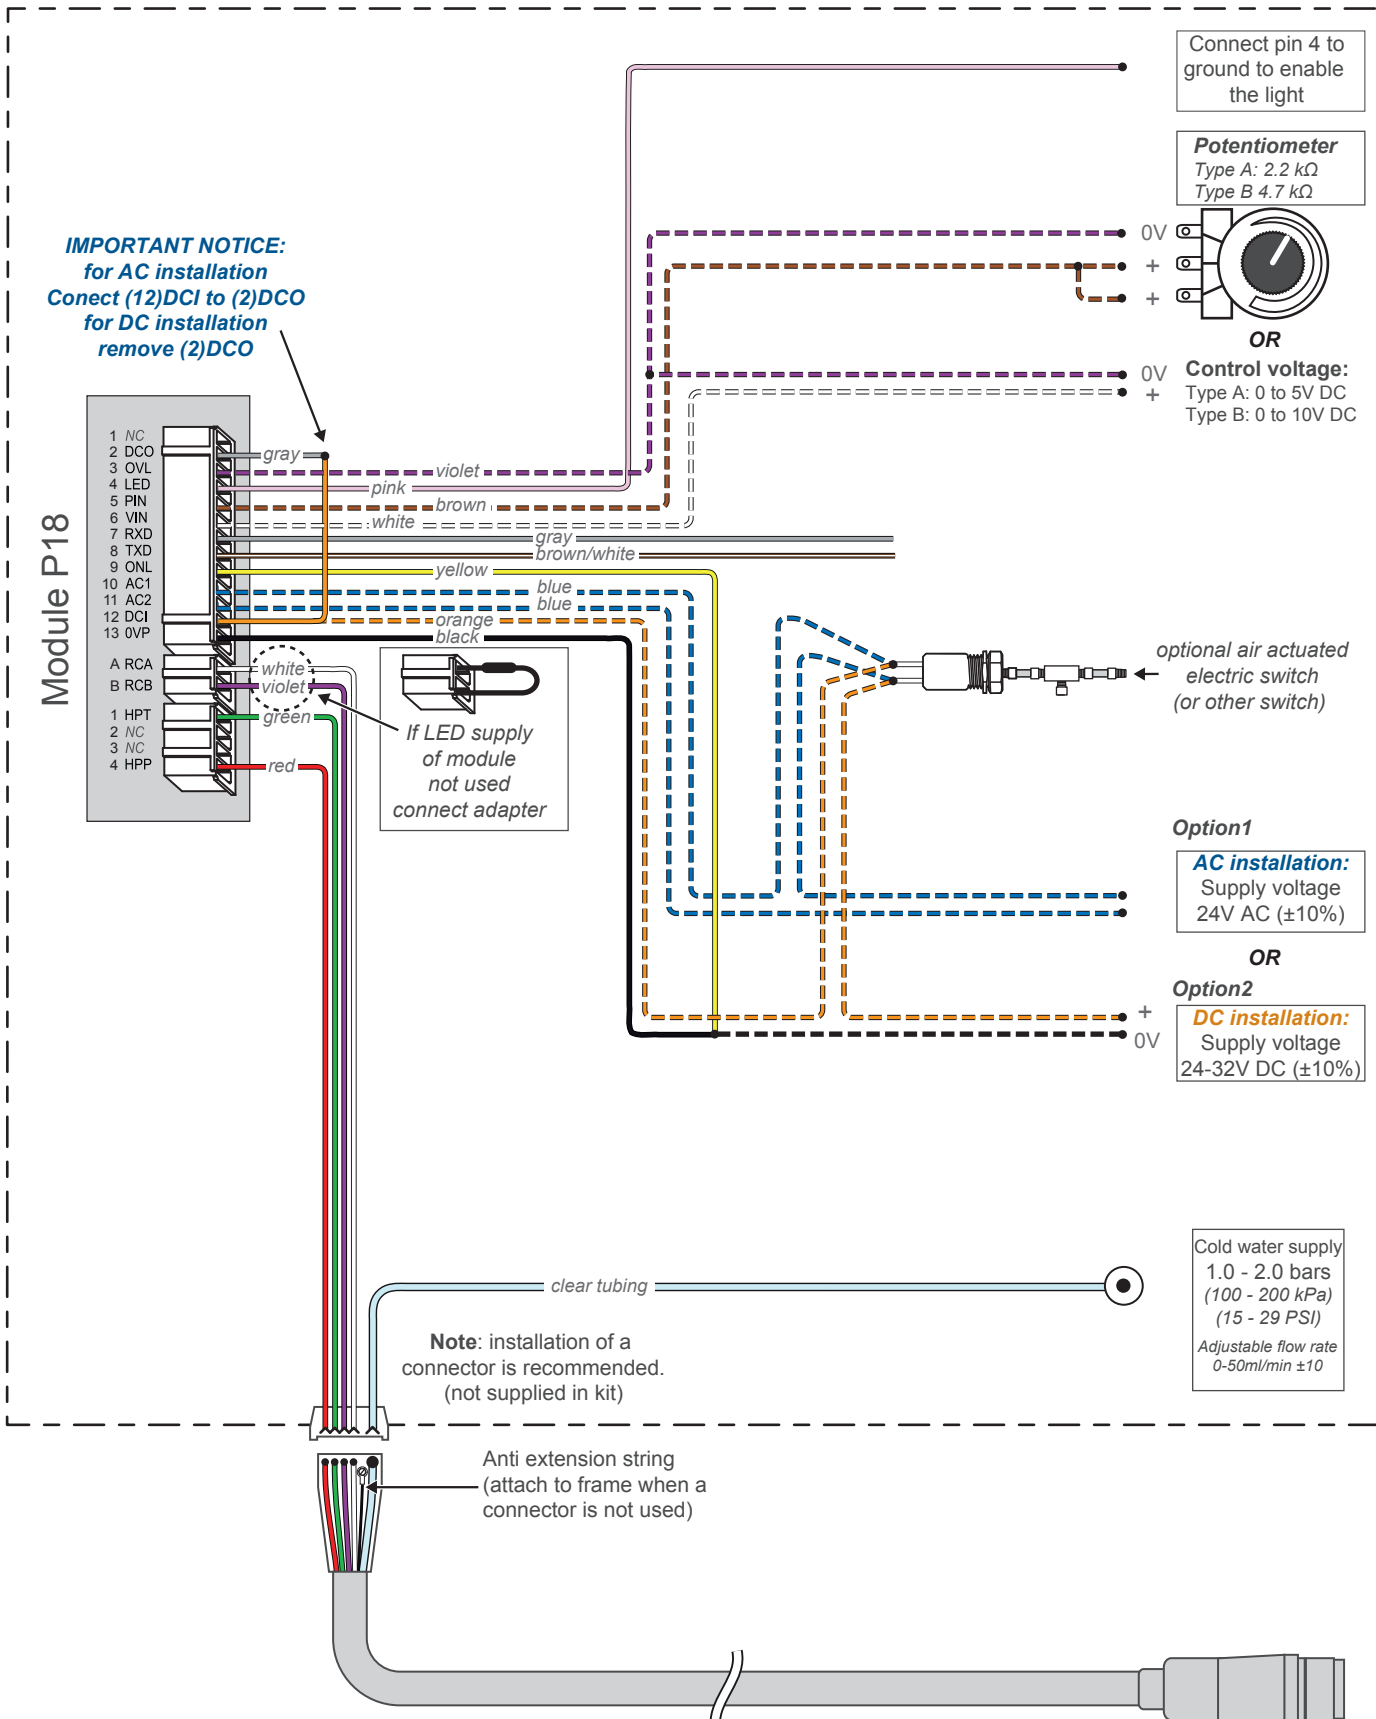 Connect pin 4 to
ground to enable
the light
Potentiometer
Type A: 2.2 kΩ
Type B 4.7 kΩ
0V
+
+
OR
0V
+
Control voltage:
Type A: 0 to 5V DC
Type B: 0 to 10V DC
IMPORTANT NOTICE:
for AC installation
Conect (12)DCI to (2)DCO
for DC installation
remove (2)DCO
Module P18
1 NC
2 DCO
3 OVL
4 LED
5 PIN
6 VIN
7 RXD
8 TXD
9 ONL
10 AC1
11 AC2
12 DCI
13 0VP
A RCA
B RCB
1 HPT
2 NC
3 NC
4 HPP
gray
violet
pink
brown
white
gray
brown/white
yellow
blue
blue
orange
black
white
violet
green
red
If LED supply
of module
not used
connect adapter
optional air actuated
electric switch
(or other switch)
Option1
AC installation:
Supply voltage
24V AC (±10%)
OR
Option2
+
0V
DC installation:
Supply voltage
24-32V DC (±10%)
Cold water supply
1.0 - 2.0 bars
(100 - 200 kPa)
(15 - 29 PSI)
Adjustable flow rate
0-50ml/min ±10
clear tubing
Note: installation of a
connector is recommended.
(not supplied in kit)
Anti extension string
(attach to frame when a
connector is not used)